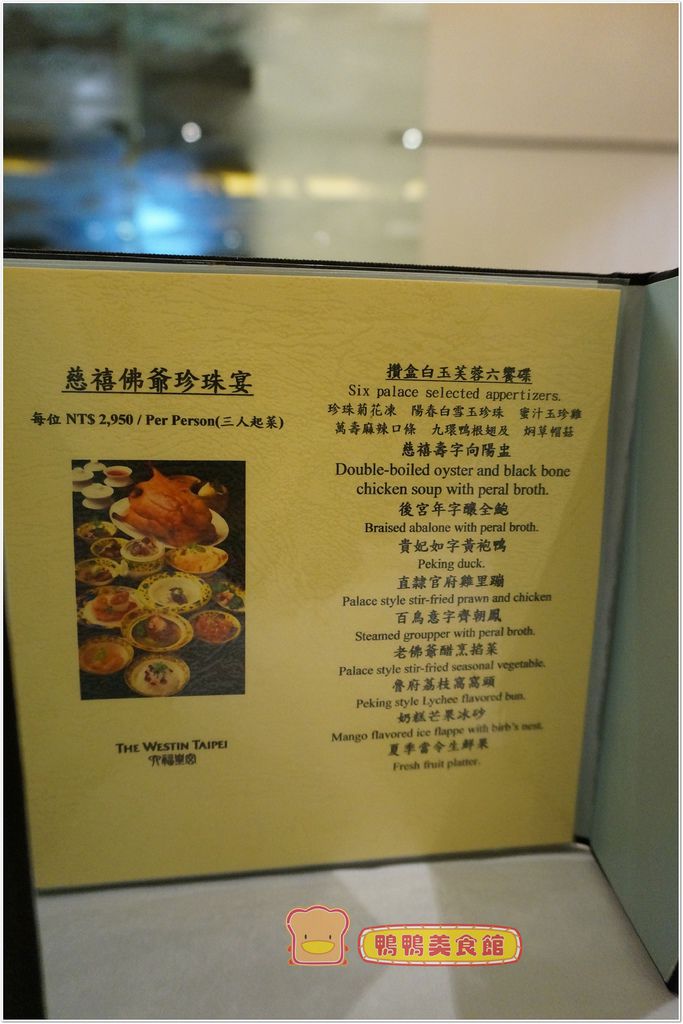 慈禧佛爺珍珠宴
每位 NT$ 2,950 / Per Person(三人起菜)
THE WESTIN TAIPEI
六福皇宮
攢盒白玉芙蓉六饗碟
Six palace selected appertizers.
珍珠菊花凍 陽春白雪玉珍珠 蜜汁玉珍雞
萬壽麻辣口條 九環鴨根翅及 焖草帽菇
慈禧壽字向陽盅
Double-boiled oyster and black bone
chicken soup with peral broth.
後宮年字釀全鮑
Braised abalone with peral broth.
貴妃如字黃袍鴨
Peking duck.
直隸官府雞里蹦
Palace style stir-fried prawn and chicken
百鳥意字齊朝鳳
Steamed groupper with peral broth.
老佛爺醋烹掐菜
Palace style stir-fried seasonal vegetable.
魯府荔枝窩窩頭
Peking style Lychee flavored bun.
奶糕芒果冰砂
Mango flavored ice flappe with birb's nest.
夏季當令生鮮果
Fresh fruit platter.
鴨鴨美食館